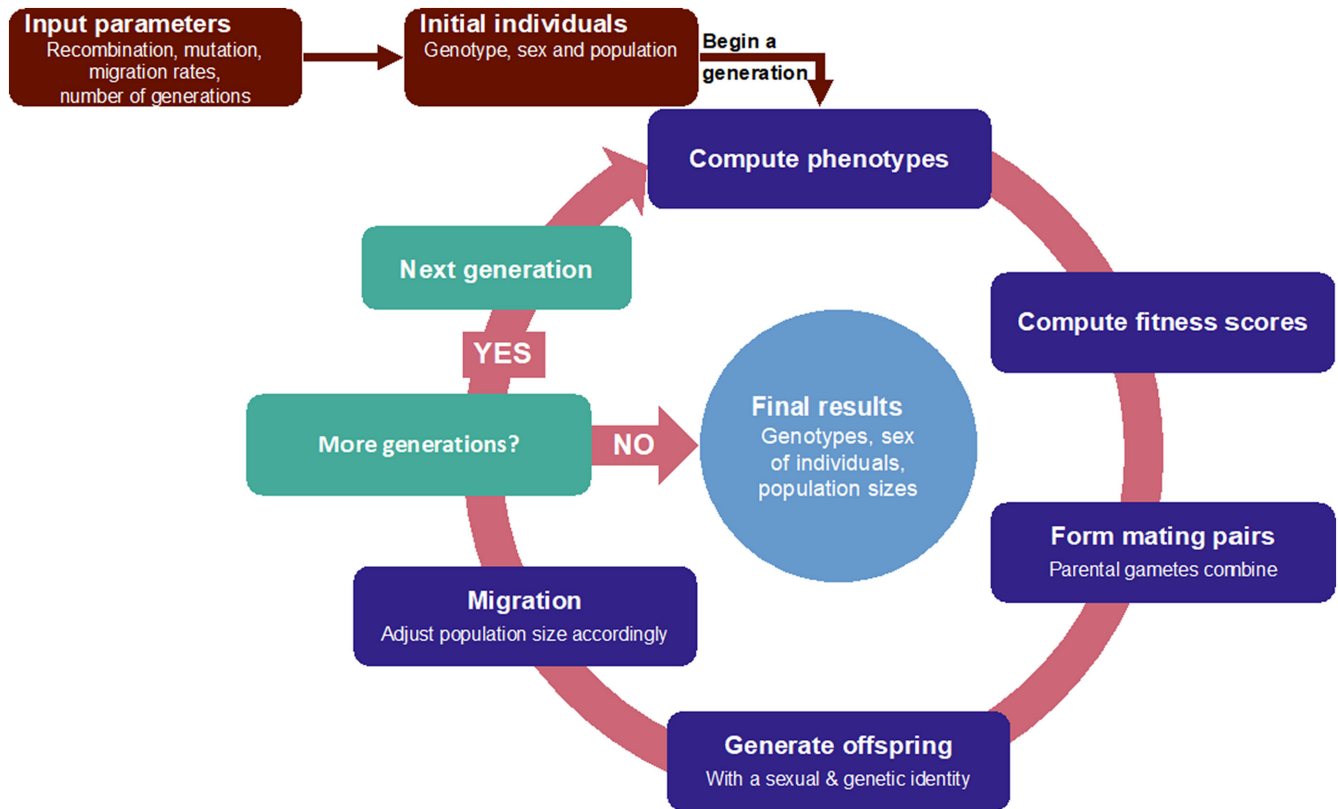 Input parameters
Recombination, mutation,
migration rates,
number of generations
Initial individuals
Genotype, sex and population
Begin a
generation
Compute phenotypes
Compute fitness scores
Form mating pairs
Parental gametes combine
Generate offspring
With a sexual & genetic identity
Migration
Adjust population size accordingly
More generations?
YES
Next generation
NO
Final results
Genotypes, sex
of individuals,
population sizes